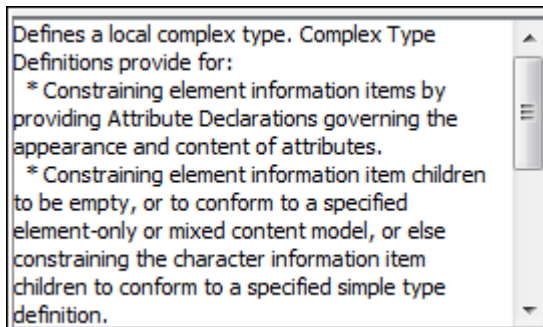 Defines a local complex type. Complex Type
Definitions provide for:
* Constraining element information items by
providing Attribute Declarations governing the
appearance and content of attributes.
* Constraining element information item children
to be empty, or to conform to a specified
element-only or mixed content model, or else
constraining the character information item
children to conform to a specified simple type
definition.